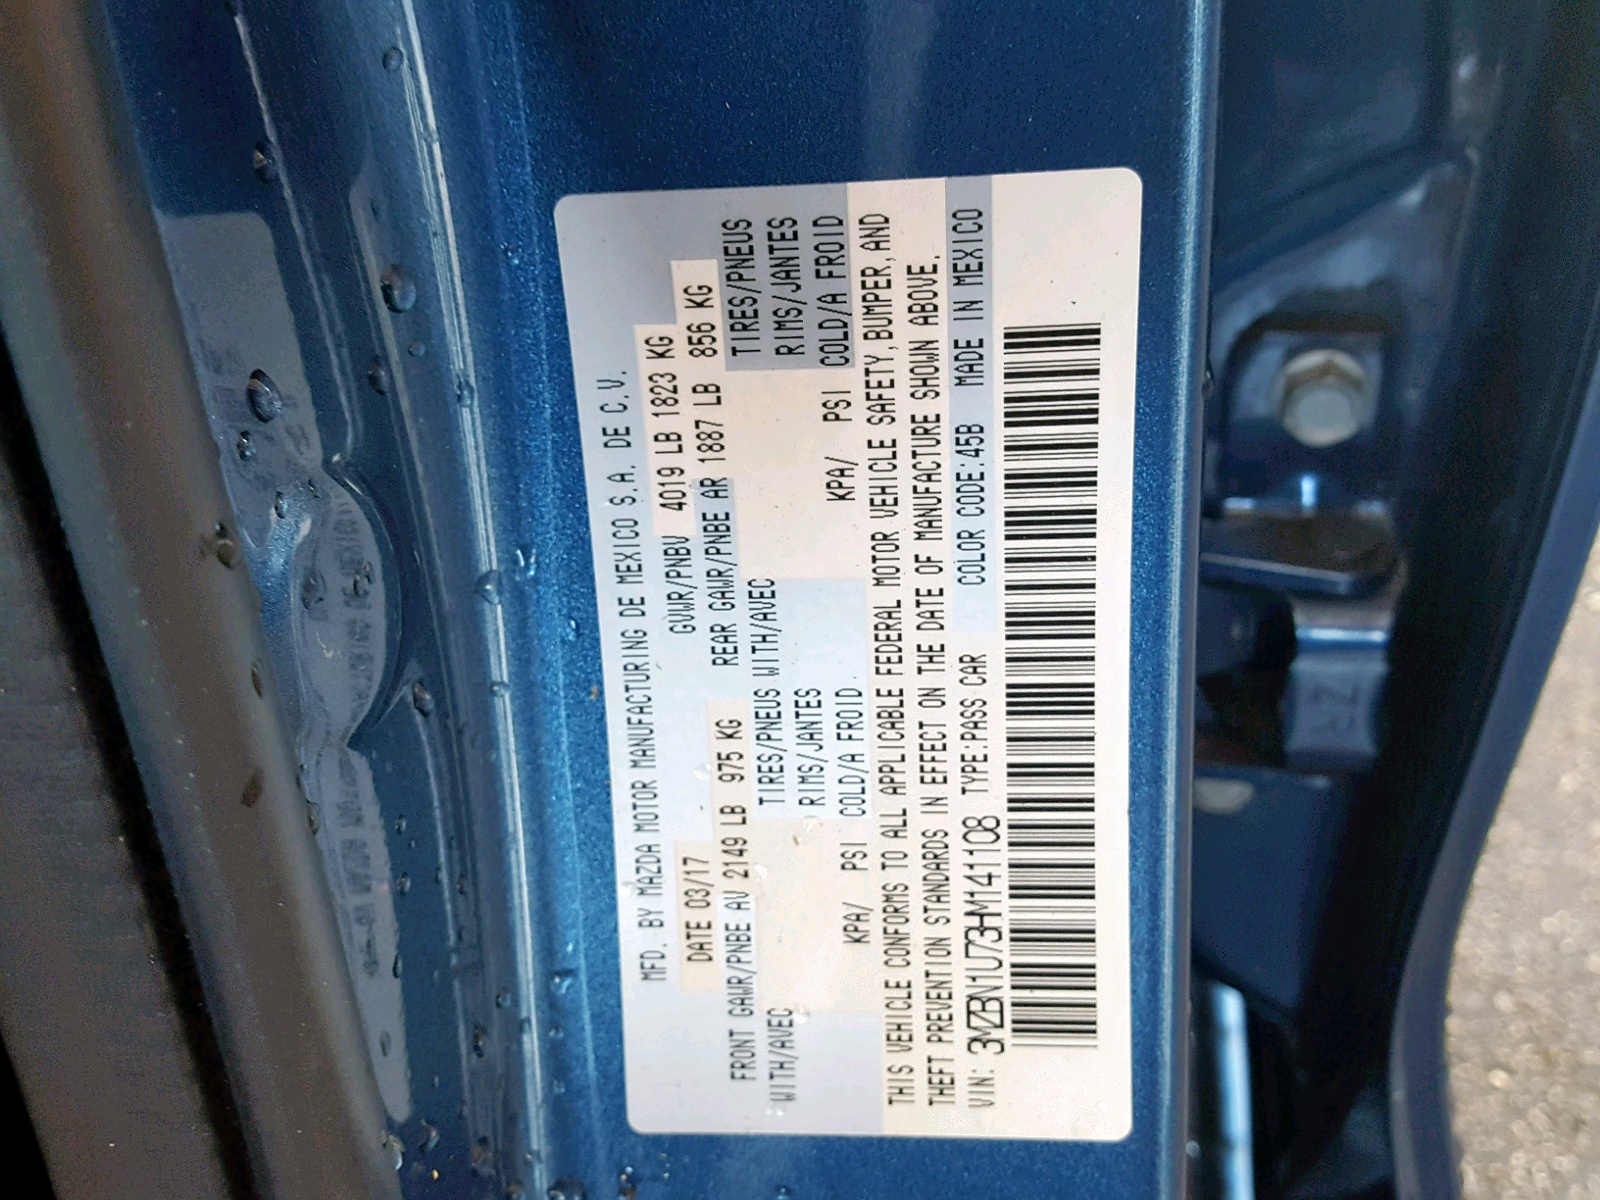 MFD. BY MAZDA MOTOR MANUFACTURING DE MEXICO S.A. DE C.V.
DATE 03/17 GVWR/PNBV 4019 LB 1823 KG
FRONT GAWR/PNBE AV 2149 LB 975 KG REAR GAWR/PNBE AR 1887 LB 856 KG
WITH/AVEC TIRES/PNEUS WITH/AVEC TIRES/PNEUS
RIMS/JANTES RIMS/JANTES
KPA/ PSI COLD/A FROID KPA/ PSI COLD/A FROID
THIS VEHICLE CONFORMS TO ALL APPLICABLE FEDERAL MOTOR VEHICLE SAFETY,BUMPER,AND
THEFT PREVENTION STANDARDS IN EFFECT ON THE DATE OF MANUFACTURE SHOWN ABOVE.
VIN: 3MZBN1U73HM141108 TYPE:PASS CAR COLOR CODE:45B MADE IN MEXICO